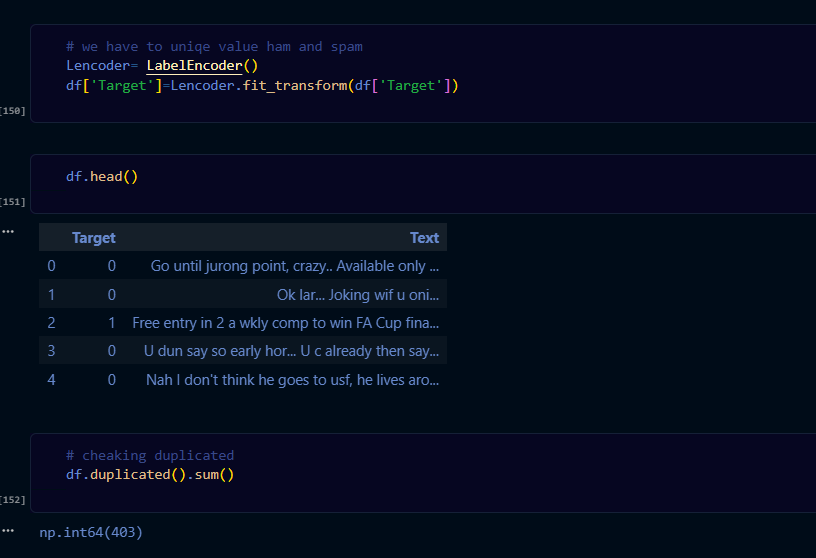 # we have to uniqe value ham and spam
Lencoder= LabelEncoder()
df['Target']=Lencoder.fit_transform(df['Target'])
[150]
df.head()
[151]
...
Target Text
0 0 Go until jurong point, crazy.. Available only ...
1 0 Ok lar... Joking wif u oni...
2 1 Free entry in 2 a wkly comp to win FA Cup fina...
3 0 U dun say so early hor... U c already then say...
4 0 Nah I don't think he goes to usf, he lives aro...
# cheaking duplicated
df.duplicated().sum()
[152]
...
np.int64(403)